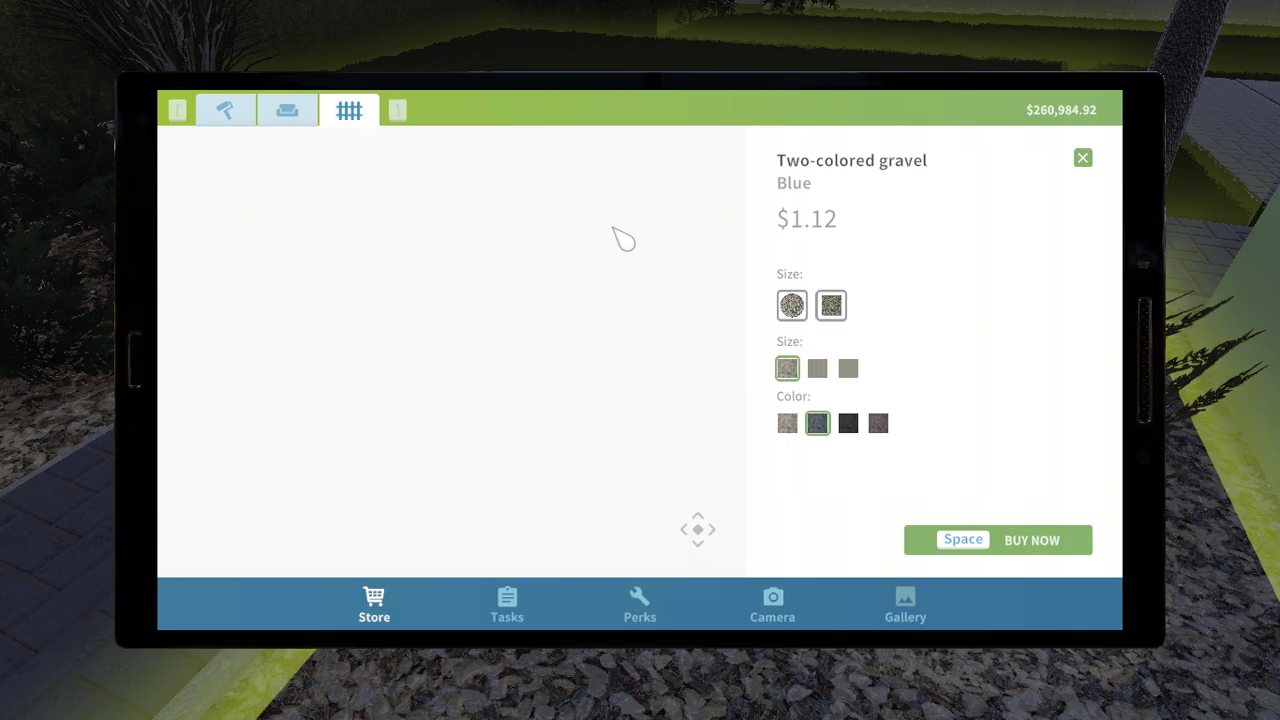 [
]
$260,984.92
Two-colored gravel
Blue
$1.12
Size:
Size:
Color:
Space BUY NOW
Store
Tasks
Perks
Camera
Gallery